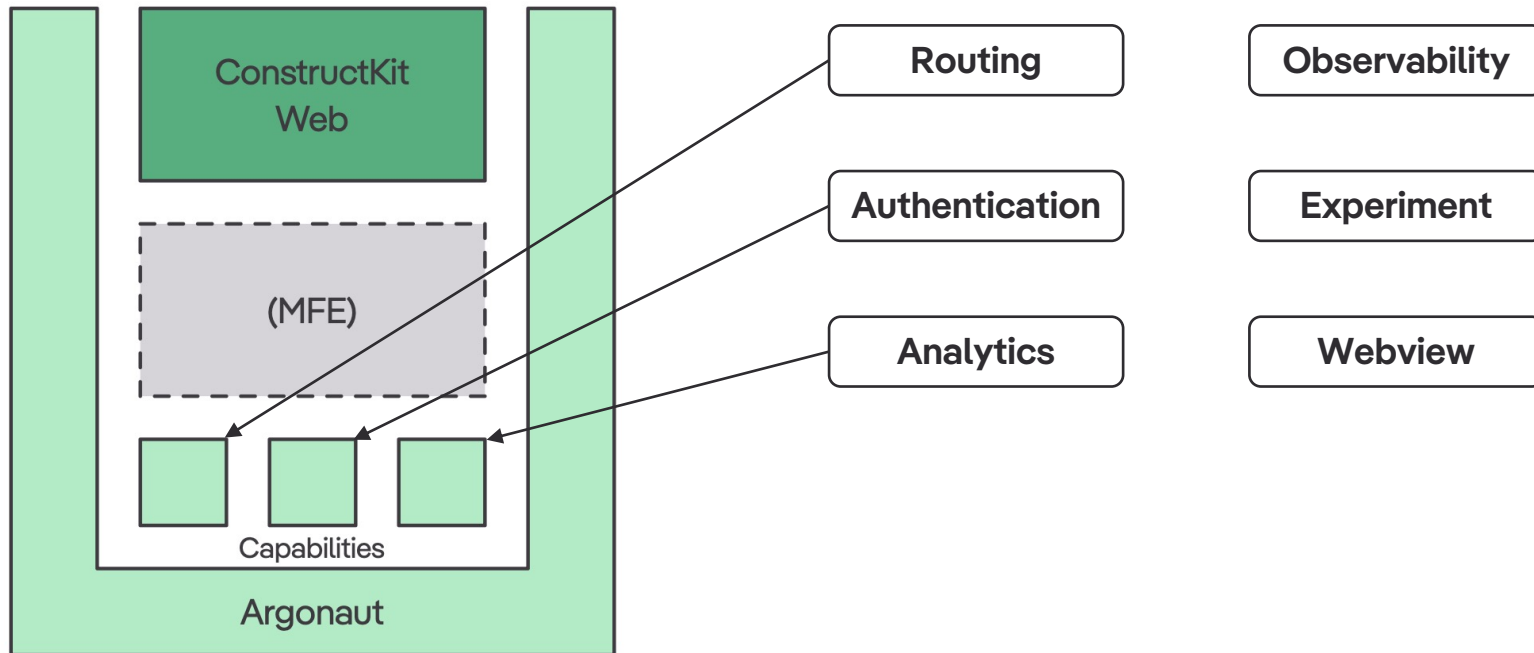 ConstructKit
Web
(MFE)
Capabilities
Argonaut
Routing
Observability
Authentication
Experiment
Analytics
Webview